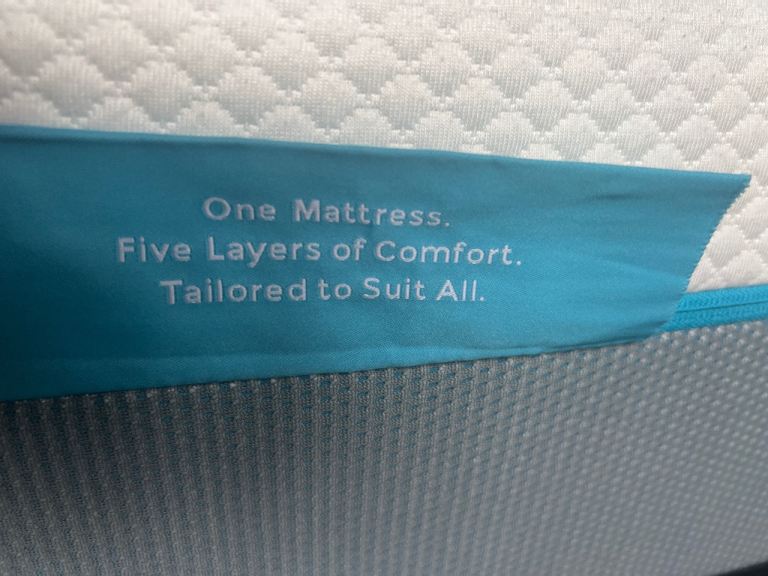 One Mattress.
Five Layers of Comfort.
Tailored to Suit All.